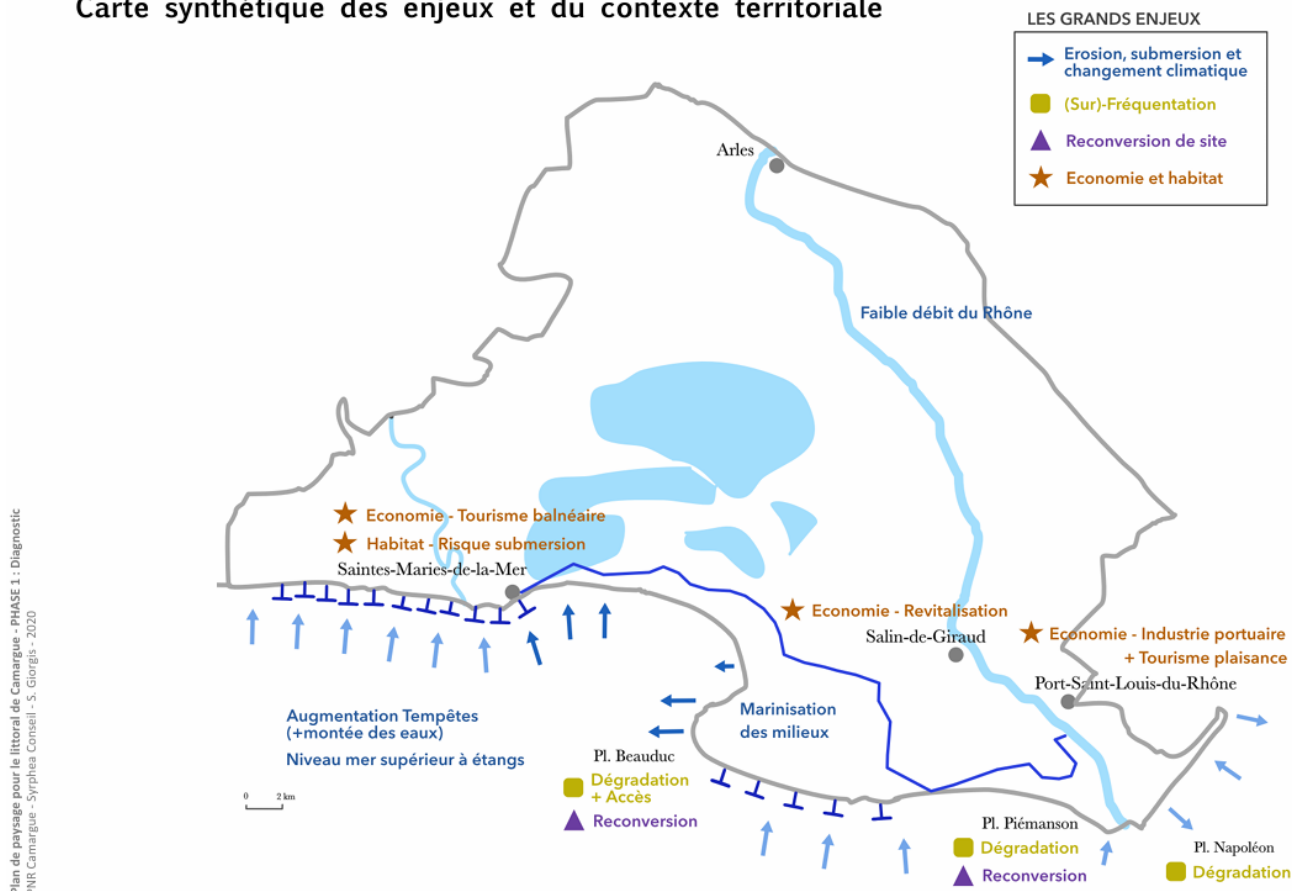 Carte synthétique des enjeux et du contexte territoriale
LES GRANDS ENJEUX
Erosion, submersion et
changement climatique
(Sur)-Fréquentation
Reconversion de site
Economie et habitat
Arles
Faible débit du Rhône
Economie - Tourisme balnéaire
Habitat - Risque submersion
Saintes-Maries-de-la-Mer
Economie - Revitalisation
Salin-de-Giraud
Economie - Industrie portuaire
+ Tourisme plaisance
Port-Saint-Louis-du-Rhône
Augmentation Tempêtes
(+montée des eaux)
Niveau mer supérieur à étangs
Marinisation
des milieux
0 2 km
Pl. Beauduc
Dégradation
+ Accès
Reconversion
Pl. Piémanson
Dégradation
Reconversion
Pl. Napoléon
Dégradation
Plan de paysage pour le littoral de Camargue - PHASE 1 : Diagnostic
PNR Camargue - Syrphea Conseil - S. Giorgis - 2020